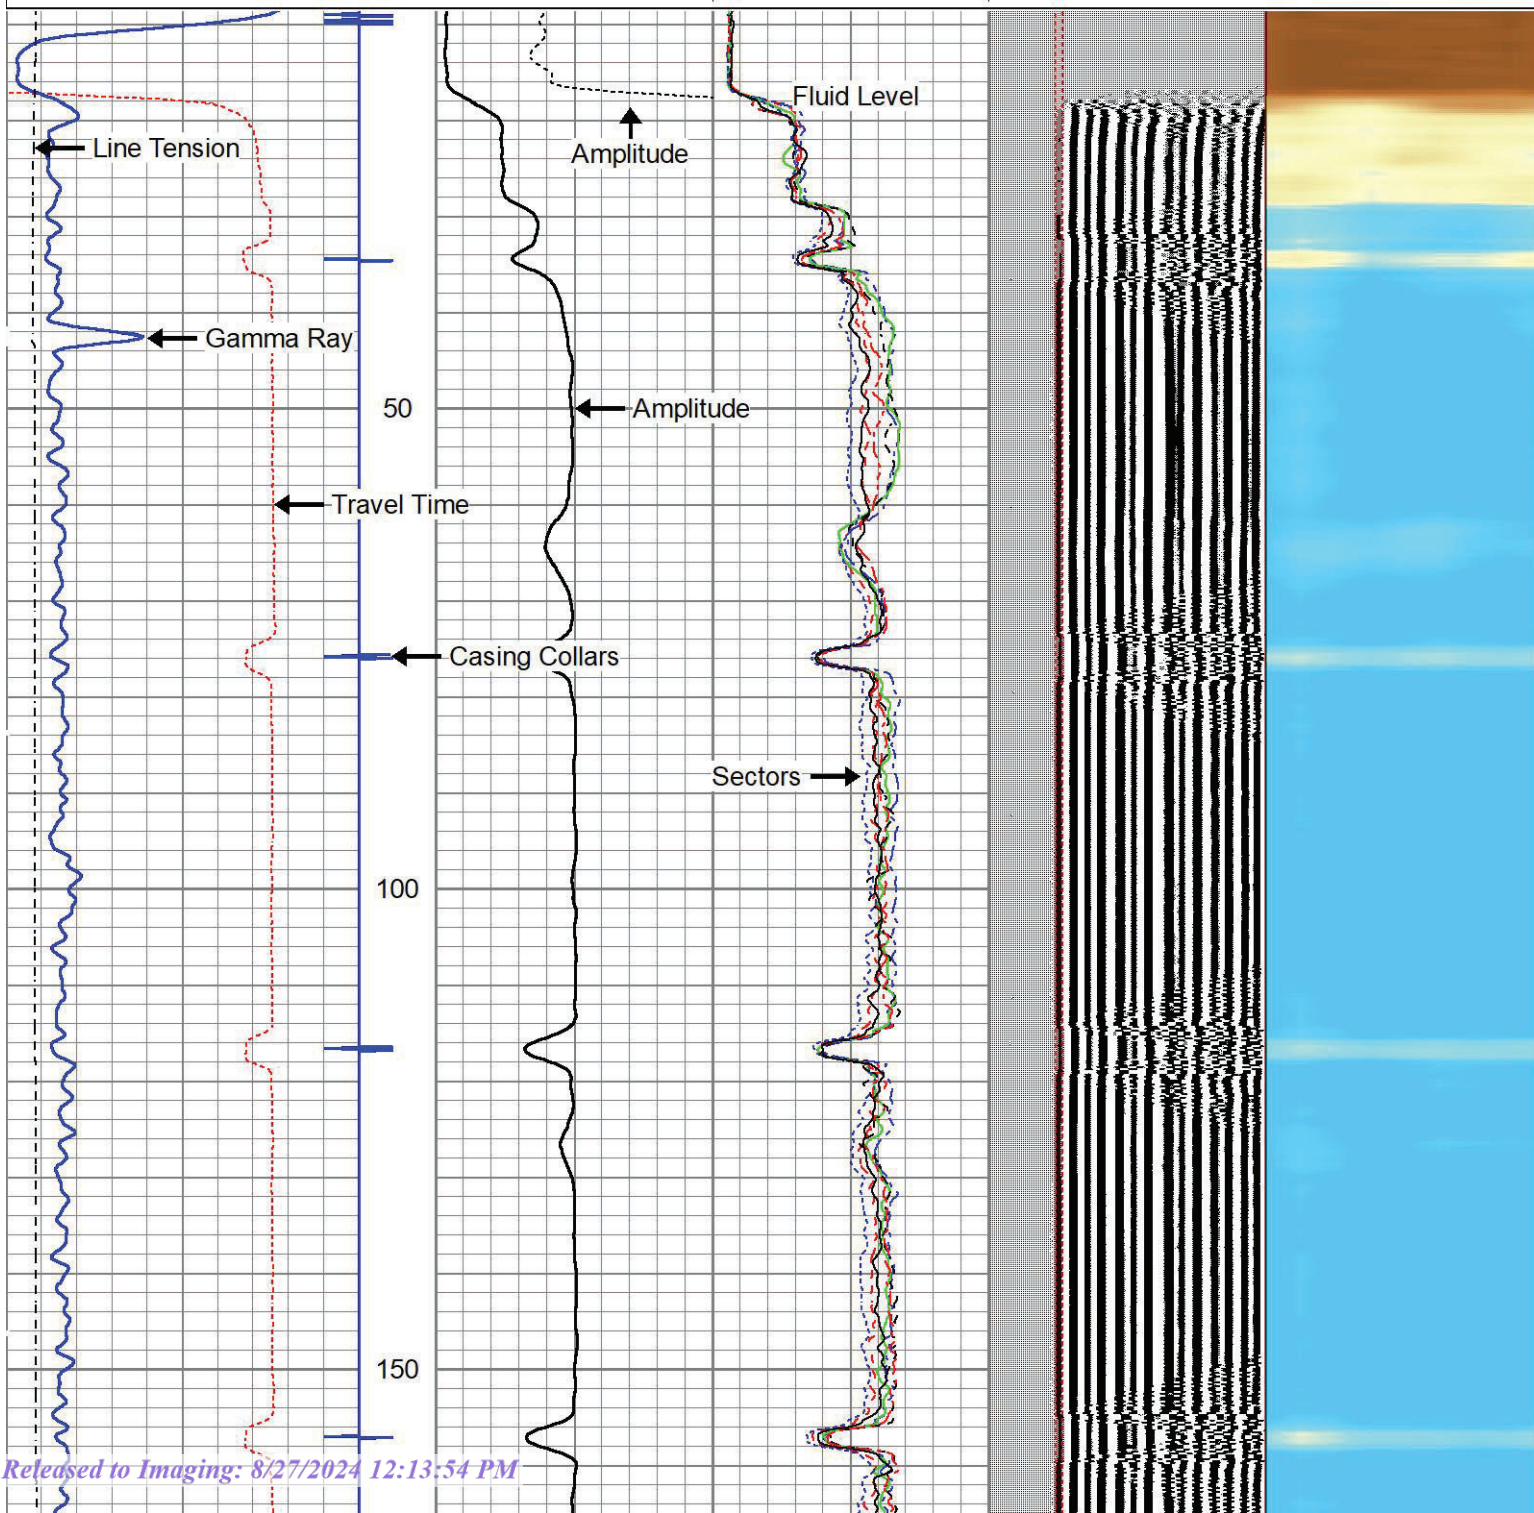 Fluid Level
Line Tension
Amplitude
Gamma Ray
50
Amplitude
Travel Time
Casing Collars
Sectors
100
150
Released to Imaging: 8/27/2024 12:13:54 PM